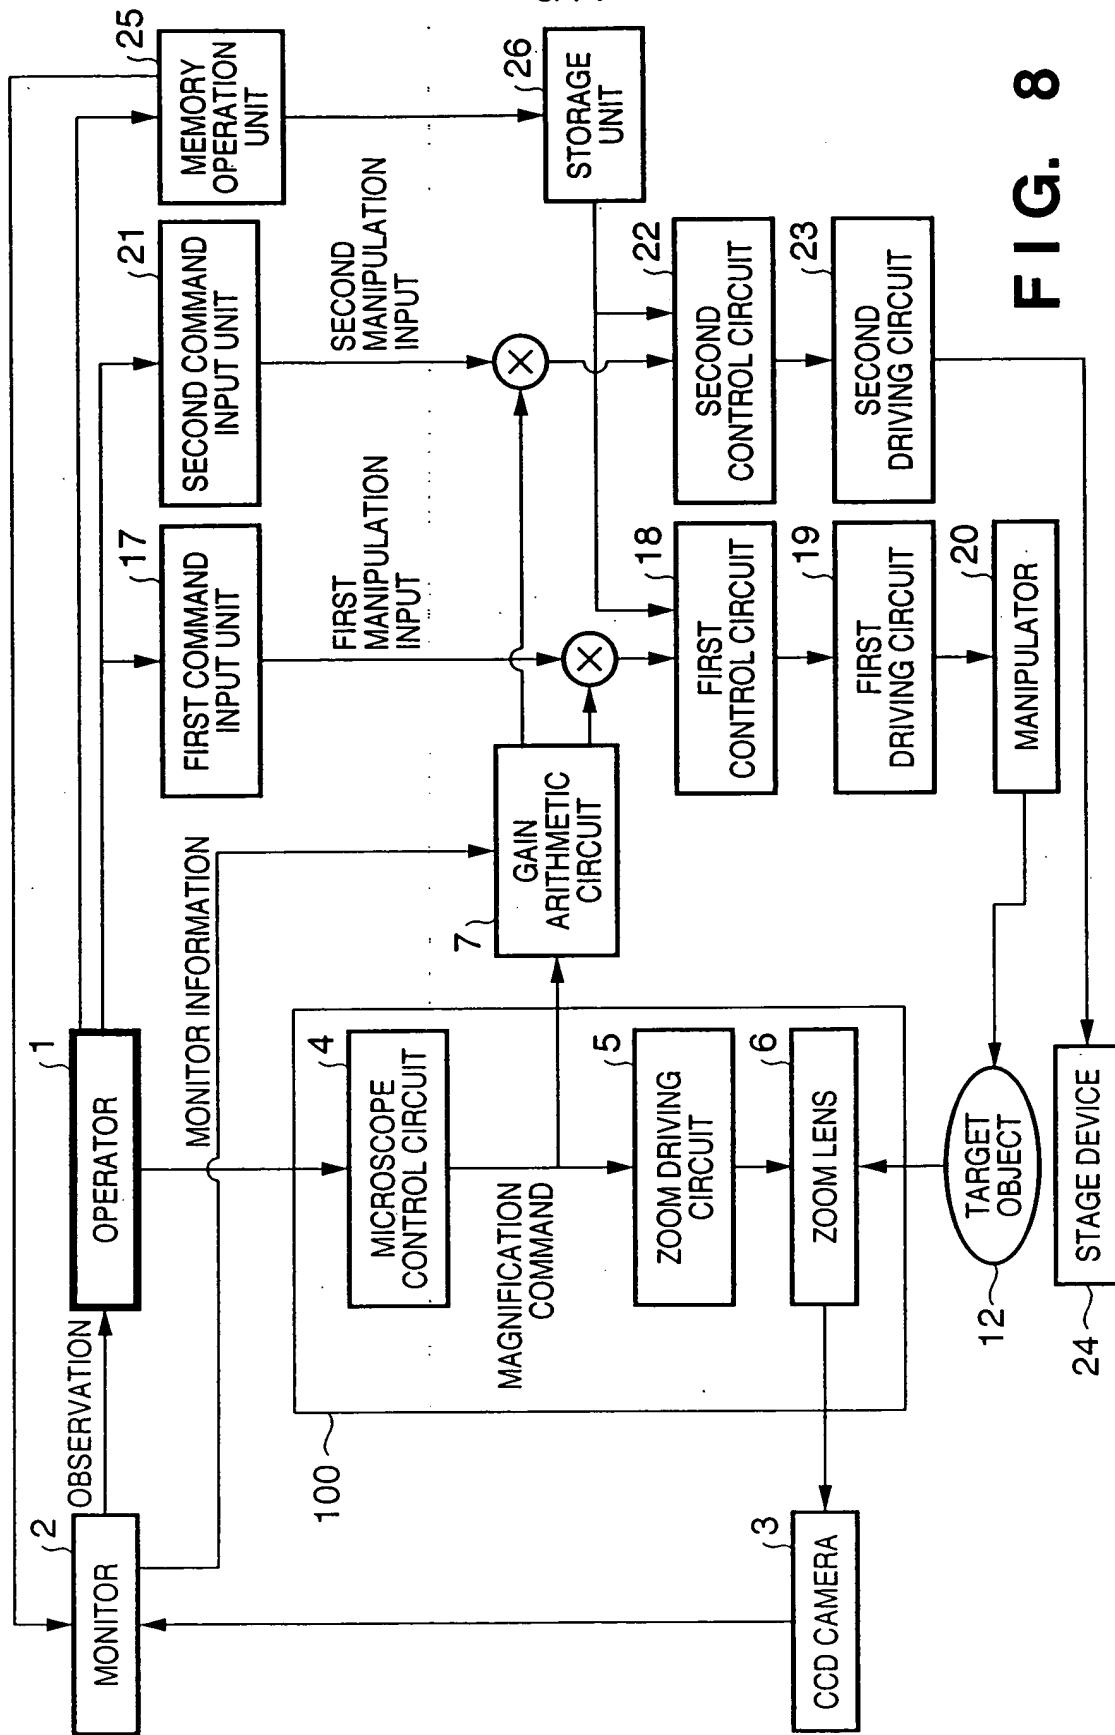 MONITOR
2
OBSERVATION
OPERATOR
1
MONITOR INFORMATION
FIRST COMMAND
INPUT UNIT
17
SECOND COMMAND
INPUT UNIT
21
MEMORY
OPERATION
UNIT
25
100
MICROSCOPE
CONTROL CIRCUIT
4
MAGNIFICATION
COMMAND
ZOOM DRIVING
CIRCUIT
5
ZOOM LENS
6
GAIN
ARITHMETIC
CIRCUIT
7
FIRST
MANIPULATION
INPUT
SECOND
MANIPULATION
INPUT
×
×
STORAGE
UNIT
26
FIRST
CONTROL CIRCUIT
18
SECOND
CONTROL CIRCUIT
22
FIRST
DRIVING CIRCUIT
19
SECOND
DRIVING CIRCUIT
23
MANIPULATOR
20
CCD CAMERA
3
TARGET
OBJECT
12
STAGE DEVICE
24
FIG. 8